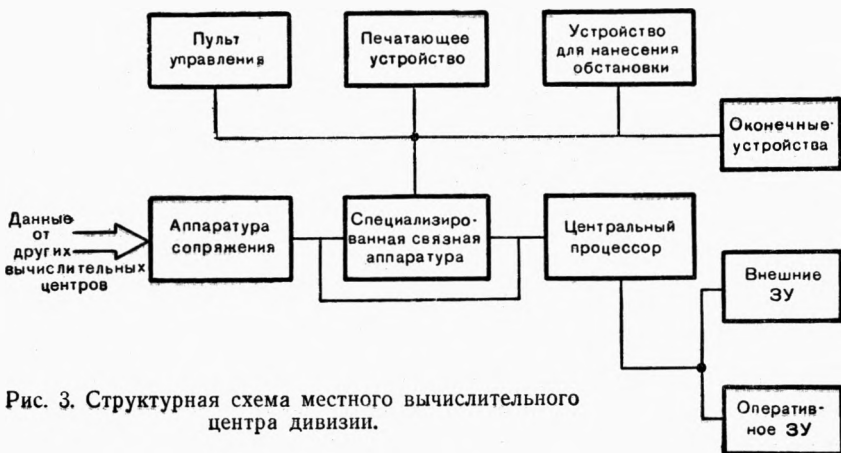 Пульт
управления
Печатающее
устройство
Устройство
для нанесения
обстановки
Оконечные
устройства
Данные
от
других
вычислительных
центров
Аппаратура
сопряжения
Специализиро-
ванная связная
аппаратура
Центральный
процессор
Внешние
ЗУ
Оператив-
ное ЗУ
Рис. 3. Структурная схема местного вычислительного
центра дивизии.